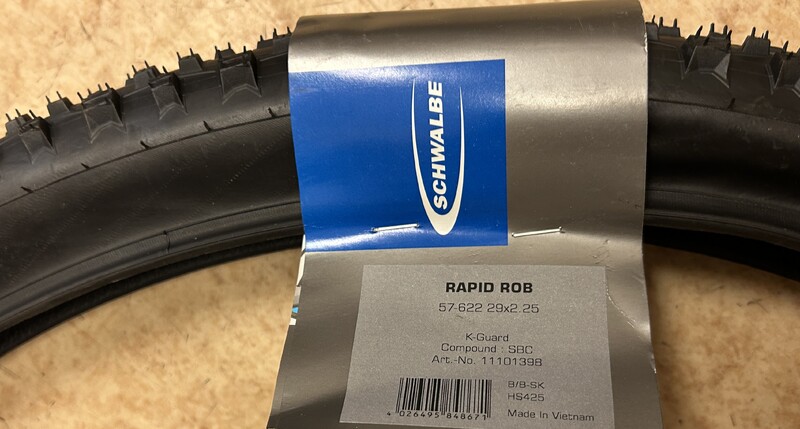 SCHWALBE
RAPID ROB
57-622 29x2.25
K-Guard
Compound : SBC
Art.-No. 11101398
B/B-SK
HS425
4 026495 848671
Made In Vietnam